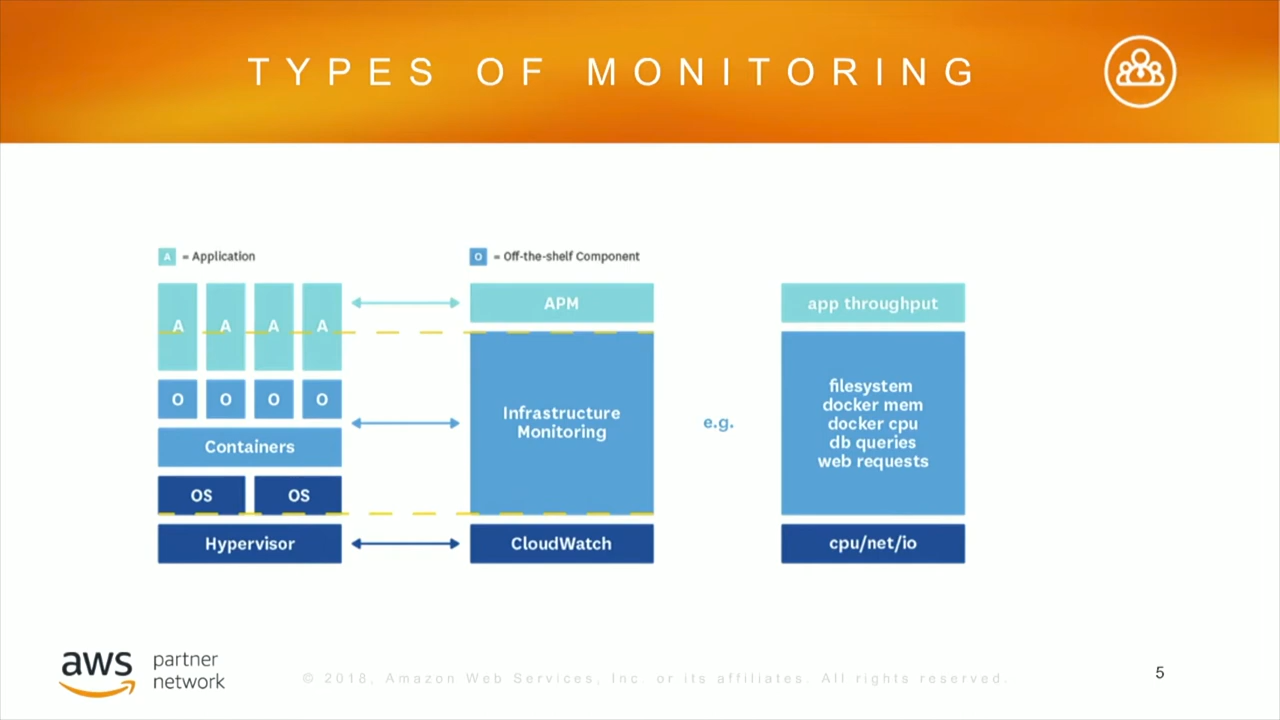 TYPES OF MONITORING
A = Application
O = Off-the-shelf Component
A A A A
APM
app throughput
O O O O
Containers
OS OS
Infrastructure
Monitoring
e.g.
filesystem
docker mem
docker cpu
db queries
web requests
Hypervisor
CloudWatch
cpu/net/io
aws partner
network
© 2018, Amazon Web Services, Inc. or its affiliates. All rights reserved.
5